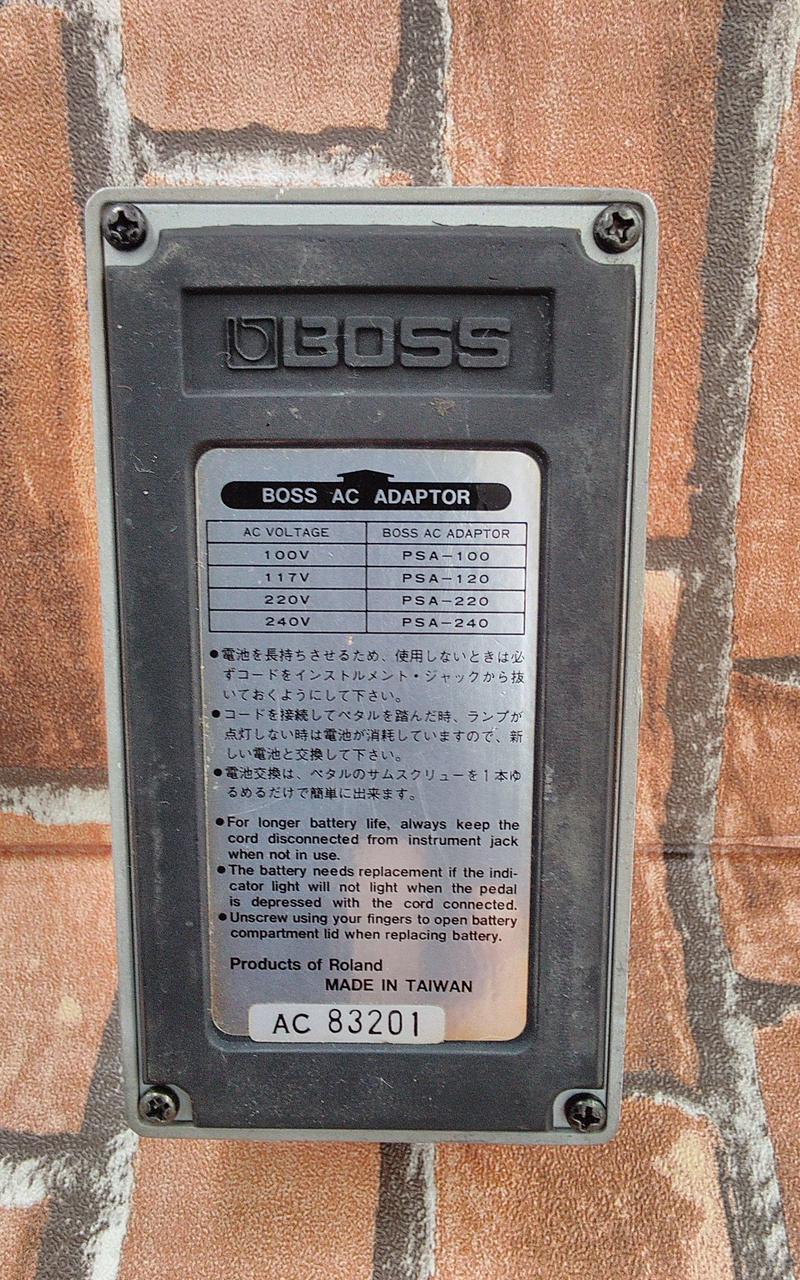 BOSS
BOSS AC ADAPTOR
AC VOLTAGE BOSS AC ADAPTOR
100V PSA-100
117V PSA-120
220V PSA-220
240V PSA-240
●電池を長持ちさせるため、使用しないときは必
ずコードをインストルメント・ジャックから抜
いておくようにして下さい。
●コードを接続してペタルを踏んだ時、ランプが
点灯しない時は電池が消耗していますので、新
しい電池と交換して下さい。
●電池交換は、ペタルのサムスクリューを1本ゆ
るめるだけで簡単に出来ます。
●For longer battery life, always keep the
cord disconnected from instrument jack
when not in use.
●The battery needs replacement if the indi-
cator light will not light when the pedal
is depressed with the cord connected.
●Unscrew using your fingers to open battery
compartment lid when replacing battery.
Products of Roland
MADE IN TAIWAN
AC 83201